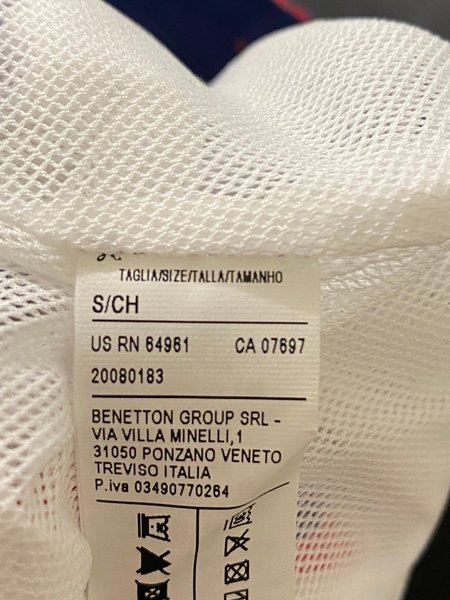 TAGLIA/SIZE/TALLA/TAMANHO
S/CH
US RN 64961 CA 07697
20080183
BENETTON GROUP SRL -
VIA VILLA MINELLI,1
31050 PONZANO VENETO
TREVISO ITALIA
P.iva 03490770264